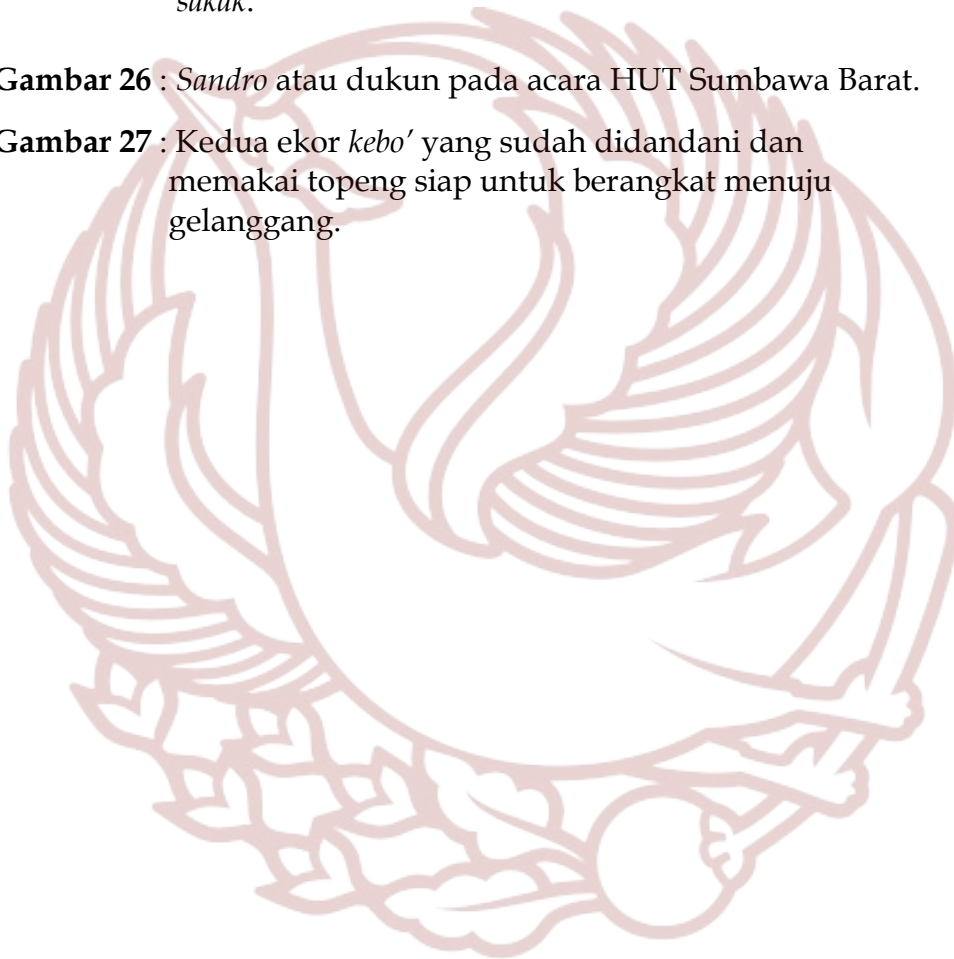 sakak.
Gambar 26 : Sandro atau dukun pada acara HUT Sumbawa Barat.
Gambar 27 : Kedua ekor kebo’ yang sudah didandani dan
memakai topeng siap untuk berangkat menuju
gelanggang.